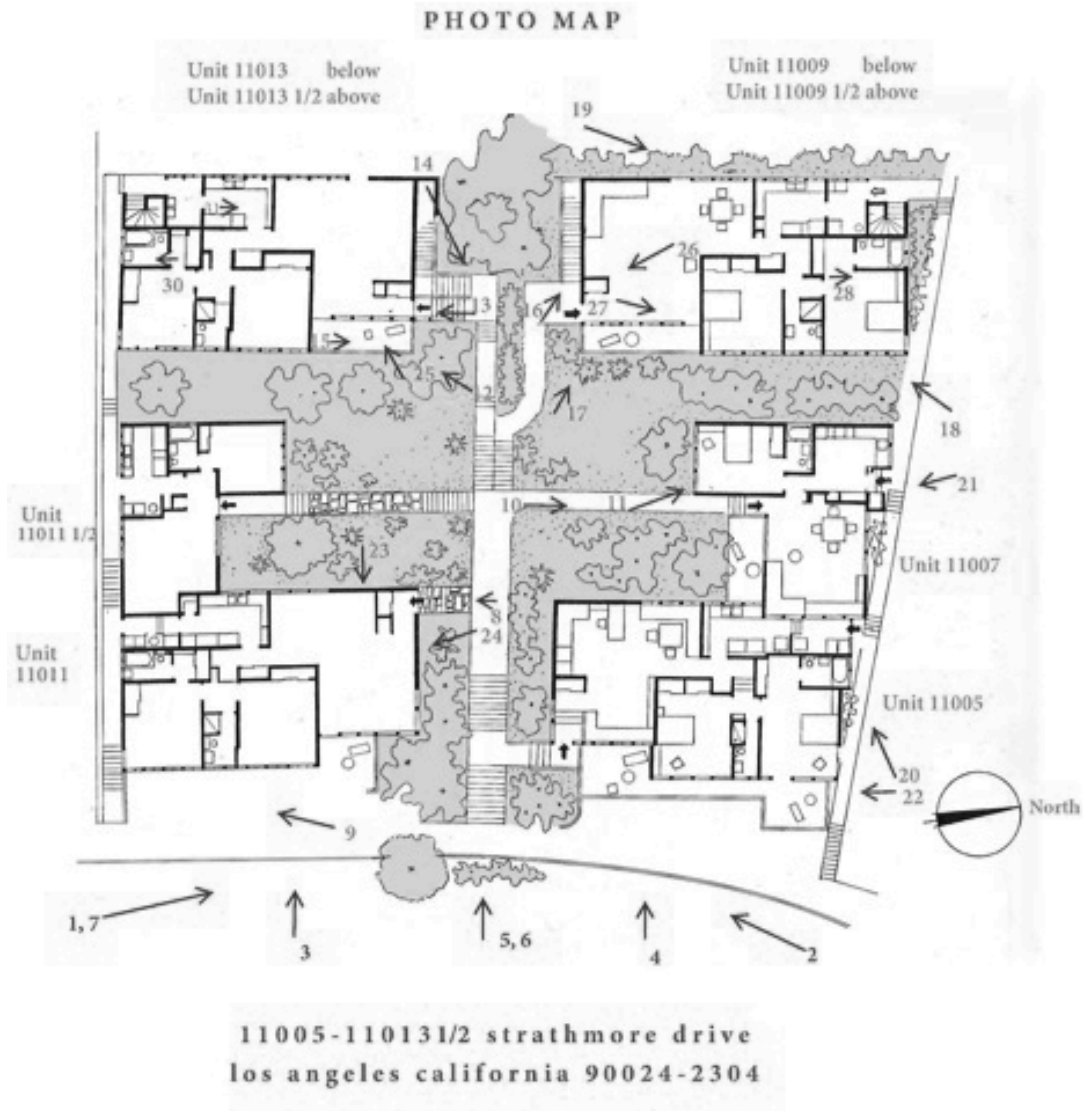 PHOTO MAP
Unit 11013 below
Unit 11013 1/2 above
Unit 11009 below
Unit 11009 1/2 above
19
14
26
30
28
13
16
27
15
25
12
17
18
21
10
11
Unit
11011 1/2
23
Unit 11007
8
24
Unit
11011
Unit 11005
20
22
North
9
1, 7
3
5, 6
4
2
11005-110131/2 strathmore drive
los angeles california 90024-2304